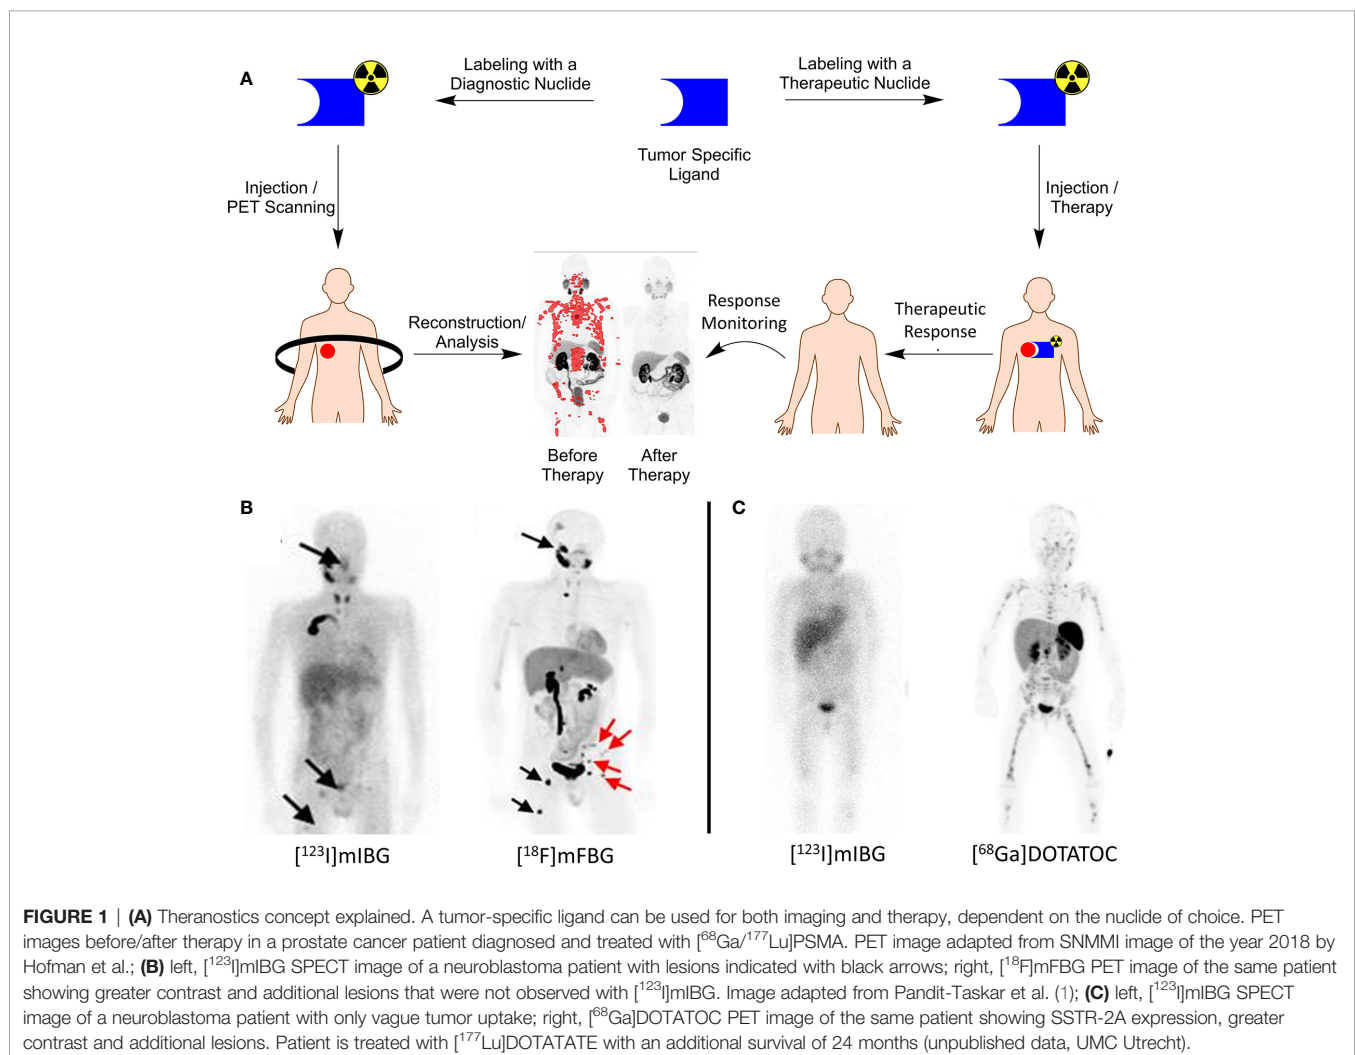 A
Labeling with a
Diagnostic Nuclide
Labeling with a
Therapeutic Nuclide
Tumor Specific
Ligand
Injection /
PET Scanning
Injection /
Therapy
Reconstruction/
Analysis
Response
Monitoring
Therapeutic
Response
Before
Therapy
After
Therapy
B
C
[¹²³I]mIBG
[¹⁸F]mFBG
[¹²³I]mIBG
[⁶⁸Ga]DOTATOC
FIGURE 1 | (A) Theranostics concept explained. A tumor-specific ligand can be used for both imaging and therapy, dependent on the nuclide of choice. PET
images before/after therapy in a prostate cancer patient diagnosed and treated with [⁶⁸Ga/¹⁷⁷Lu]PSMA. PET image adapted from SNMMI image of the year 2018 by
Hofman et al.; (B) left, [¹²³I]mIBG SPECT image of a neuroblastoma patient with lesions indicated with black arrows; right, [¹⁸F]mFBG PET image of the same patient
showing greater contrast and additional lesions that were not observed with [¹²³I]mIBG. Image adapted from Pandit-Taskar et al. (1); (C) left, [¹²³I]mIBG SPECT
image of a neuroblastoma patient with only vague tumor uptake; right, [⁶⁸Ga]DOTATOC PET image of the same patient showing SSTR-2A expression, greater
contrast and additional lesions. Patient is treated with [¹⁷⁷Lu]DOTATATE with an additional survival of 24 months (unpublished data, UMC Utrecht).